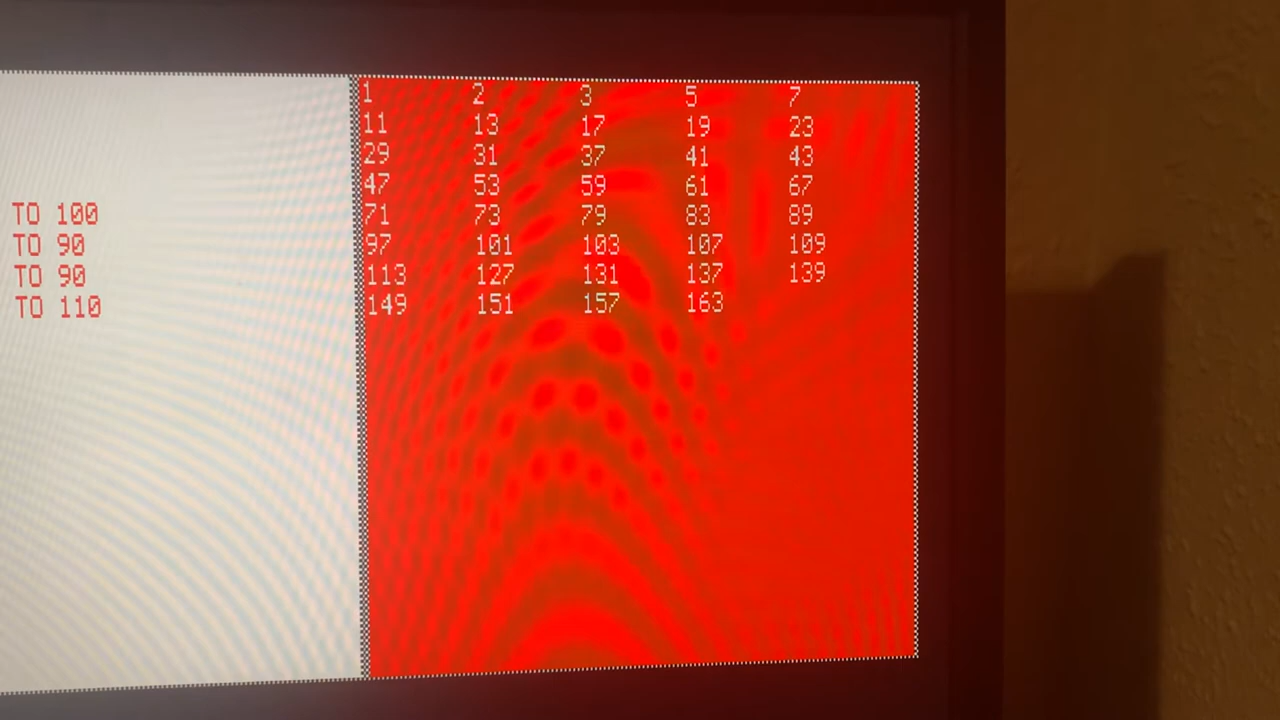 TO 100
TO 90
TO 90
TO 110
1 2 3 5 7
11 13 17 19 23
29 31 37 41 43
47 53 59 61 67
71 73 79 83 89
97 101 103 107 109
113 127 131 137 139
149 151 157 163